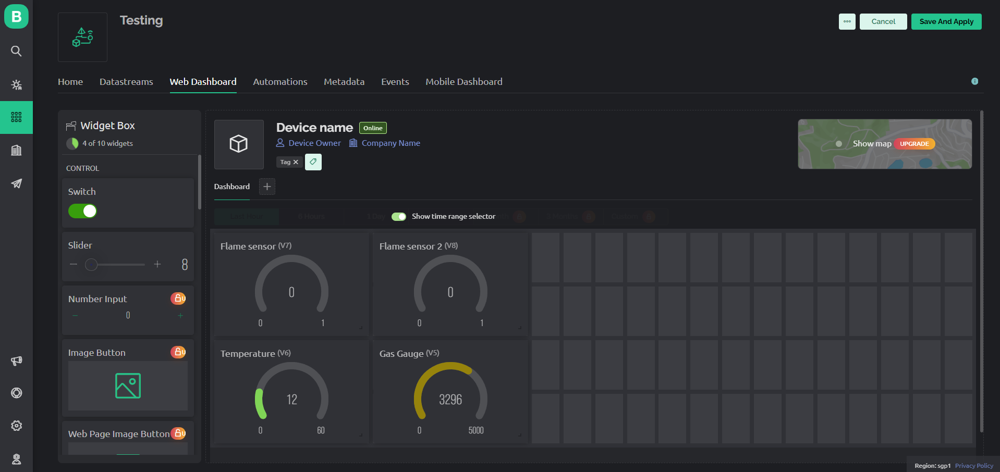 B
Testing
Cancel
Save And Apply
Home Datastreams Web Dashboard Automations Metadata Events Mobile Dashboard
Widget Box
4 of 10 widgets
CONTROL
Switch
Slider
8
Number Input
0
Image Button
Web Page Image Button
Device name Online
Device Owner Company Name
Tag
Show map UPGRADE
Dashboard
Last Hour 6 Hours 1 Day Show time range selector 3 Months Custom
Flame sensor (V7)
0
0 1
Flame sensor 2 (V8)
0
0 1
Temperature (V6)
12
0 60
Gas Gauge (V5)
3296
0 5000
Region: sgp1 Privacy Policy